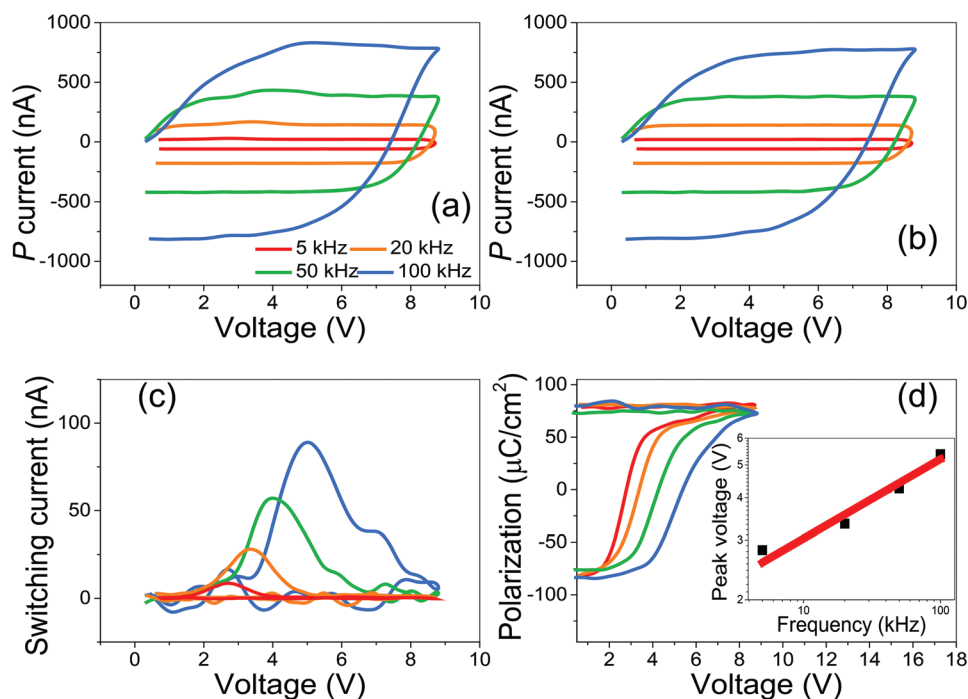 1000
500
0
-500
-1000
P current (nA)
(a)
5 kHz 20 kHz
50 kHz 100 kHz
0 2 4 6 8 10
Voltage (V)
1000
500
0
-500
-1000
P current (nA)
(b)
0 2 4 6 8 10
Voltage (V)
100
50
0
Switching current (nA)
(c)
0 2 4 6 8 10
Voltage (V)
100
75
50
25
0
-25
-50
-75
-100
Polarization (µC/cm²)
(d)
6
5
4
3
2
Peak voltage (V)
10 100
Frequency (kHz)
2 4 6 8 10 12 14 16 18
Voltage (V)